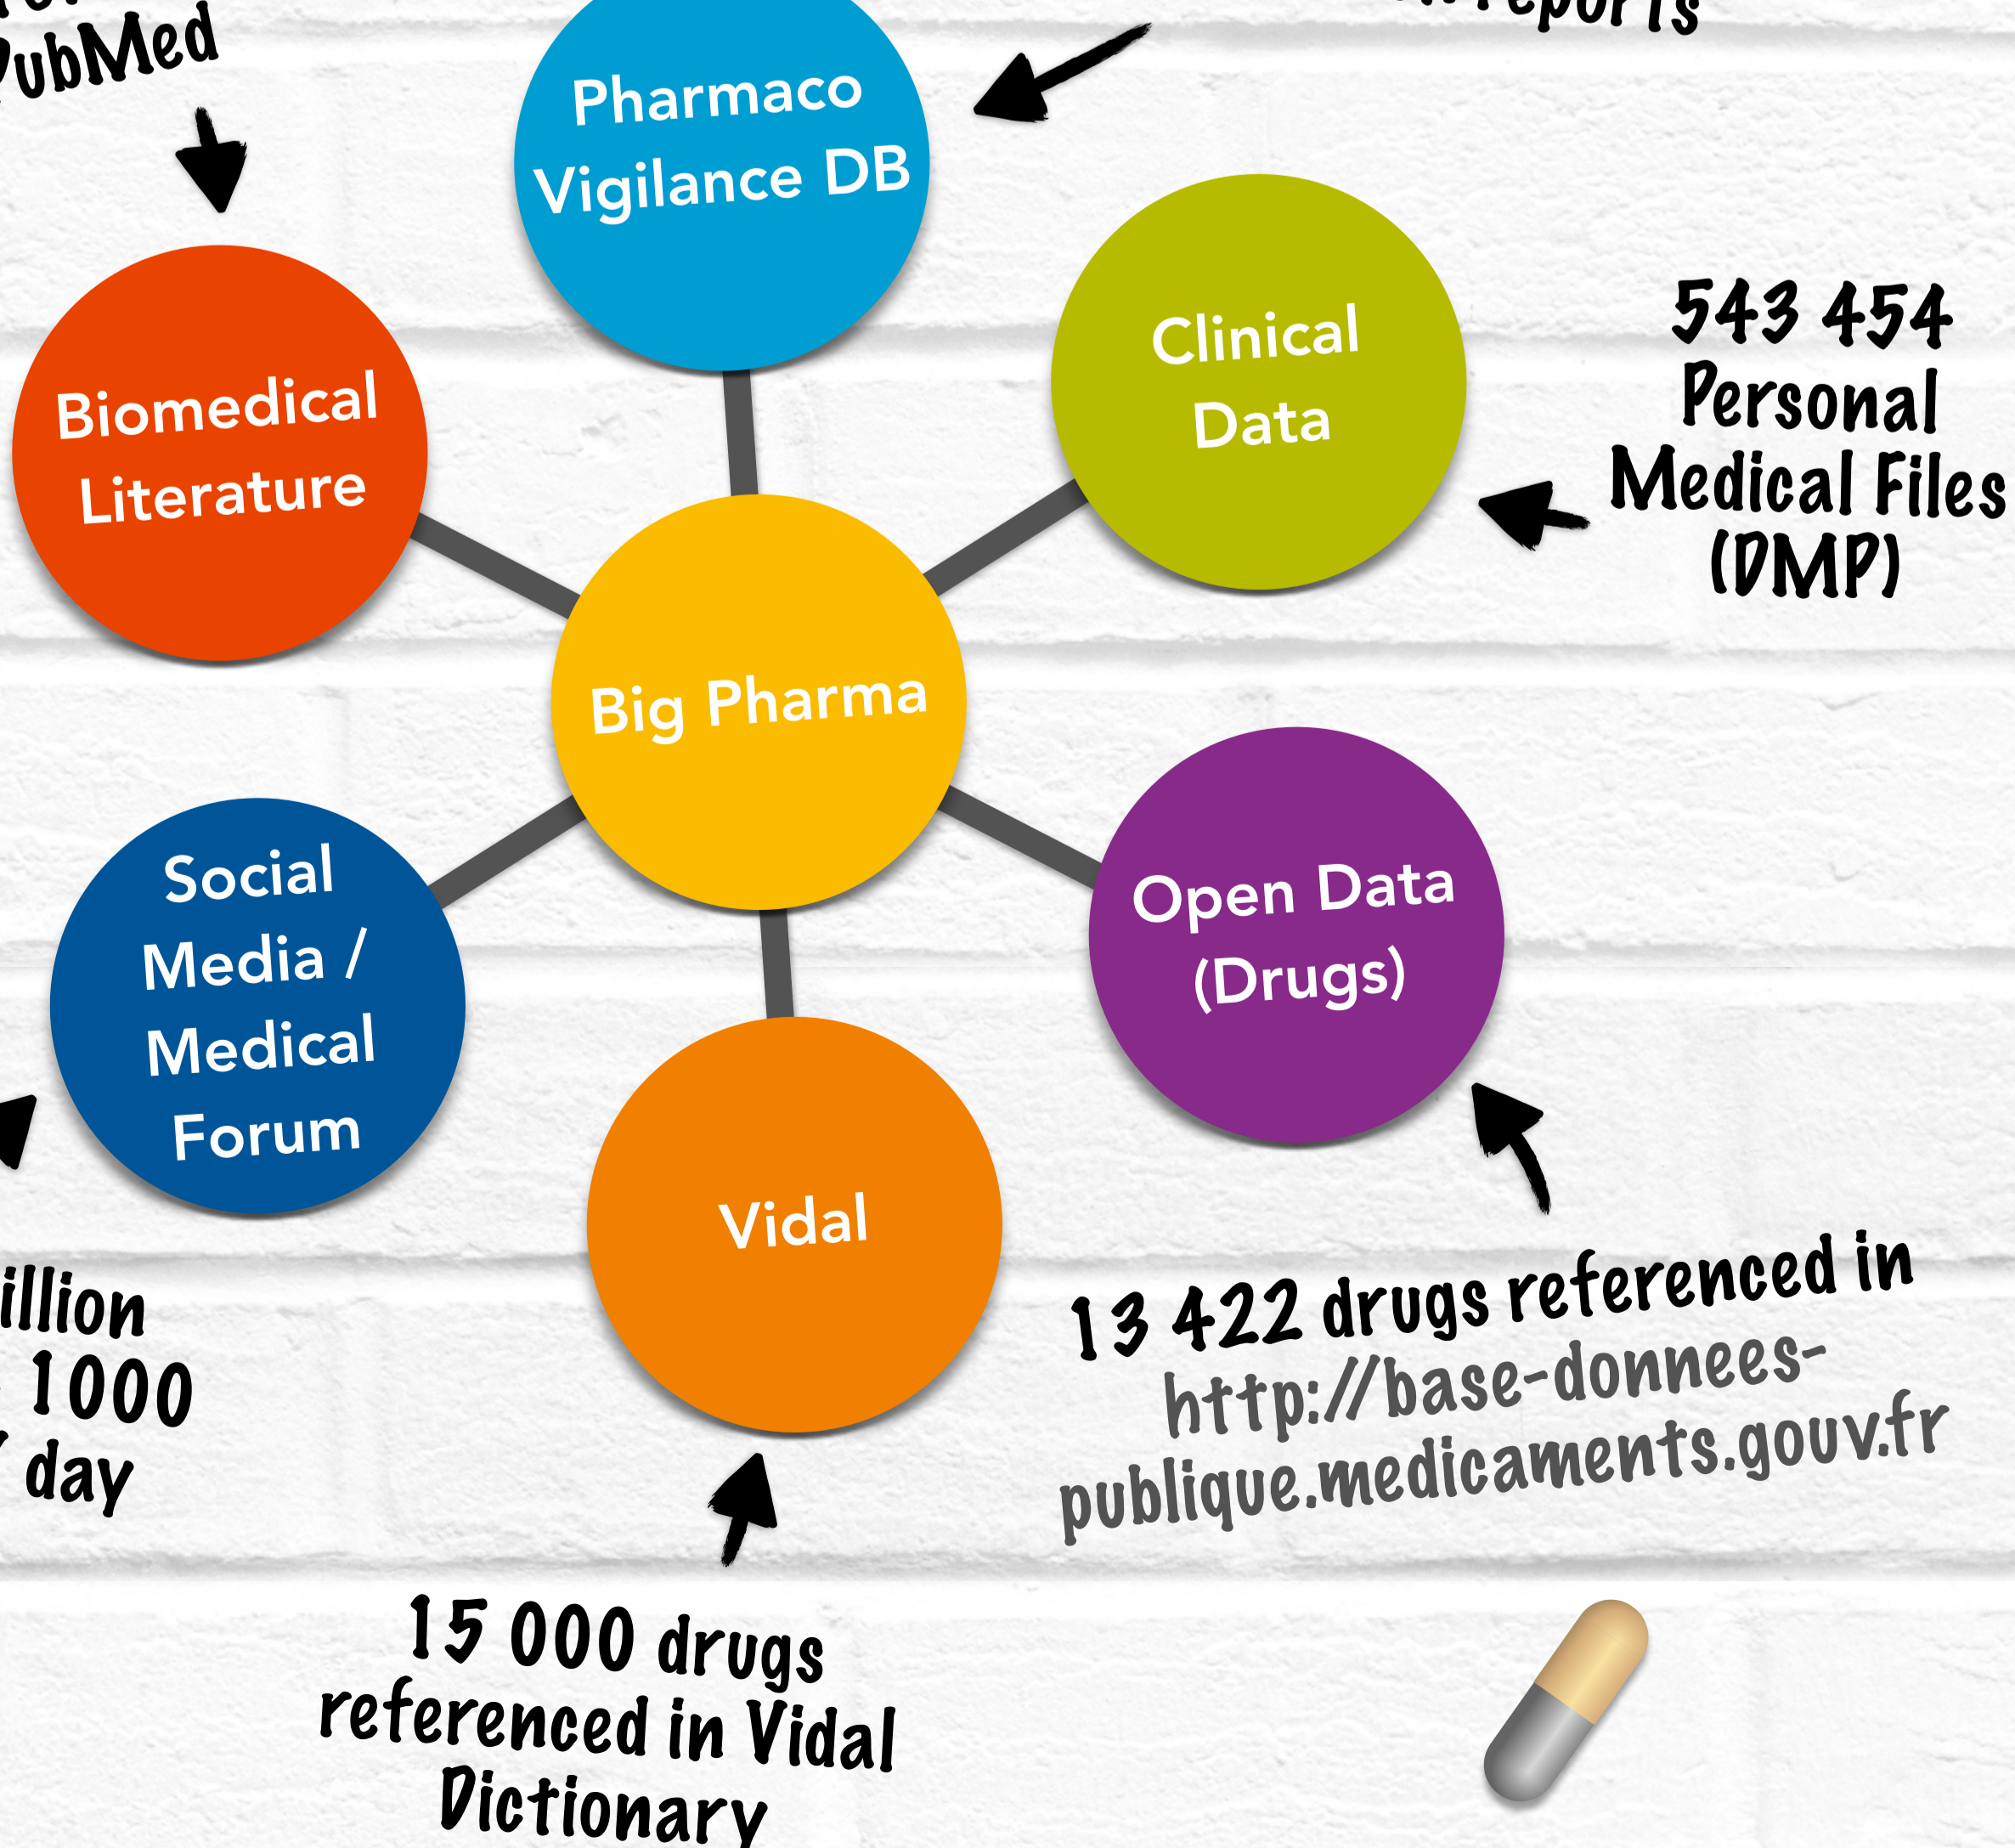 PubMed
reports
Pharmaco
Vigilance DB
Clinical
Data
543 454
Personal
Medical Files
(DMP)
Biomedical
Literature
Big Pharma
Open Data
(Drugs)
Social
Media /
Medical
Forum
Vidal
1000
day
13 422 drugs referenced in
http://base-donnees-
publique.medicaments.gouv.fr
15 000 drugs
referenced in Vidal
Dictionary